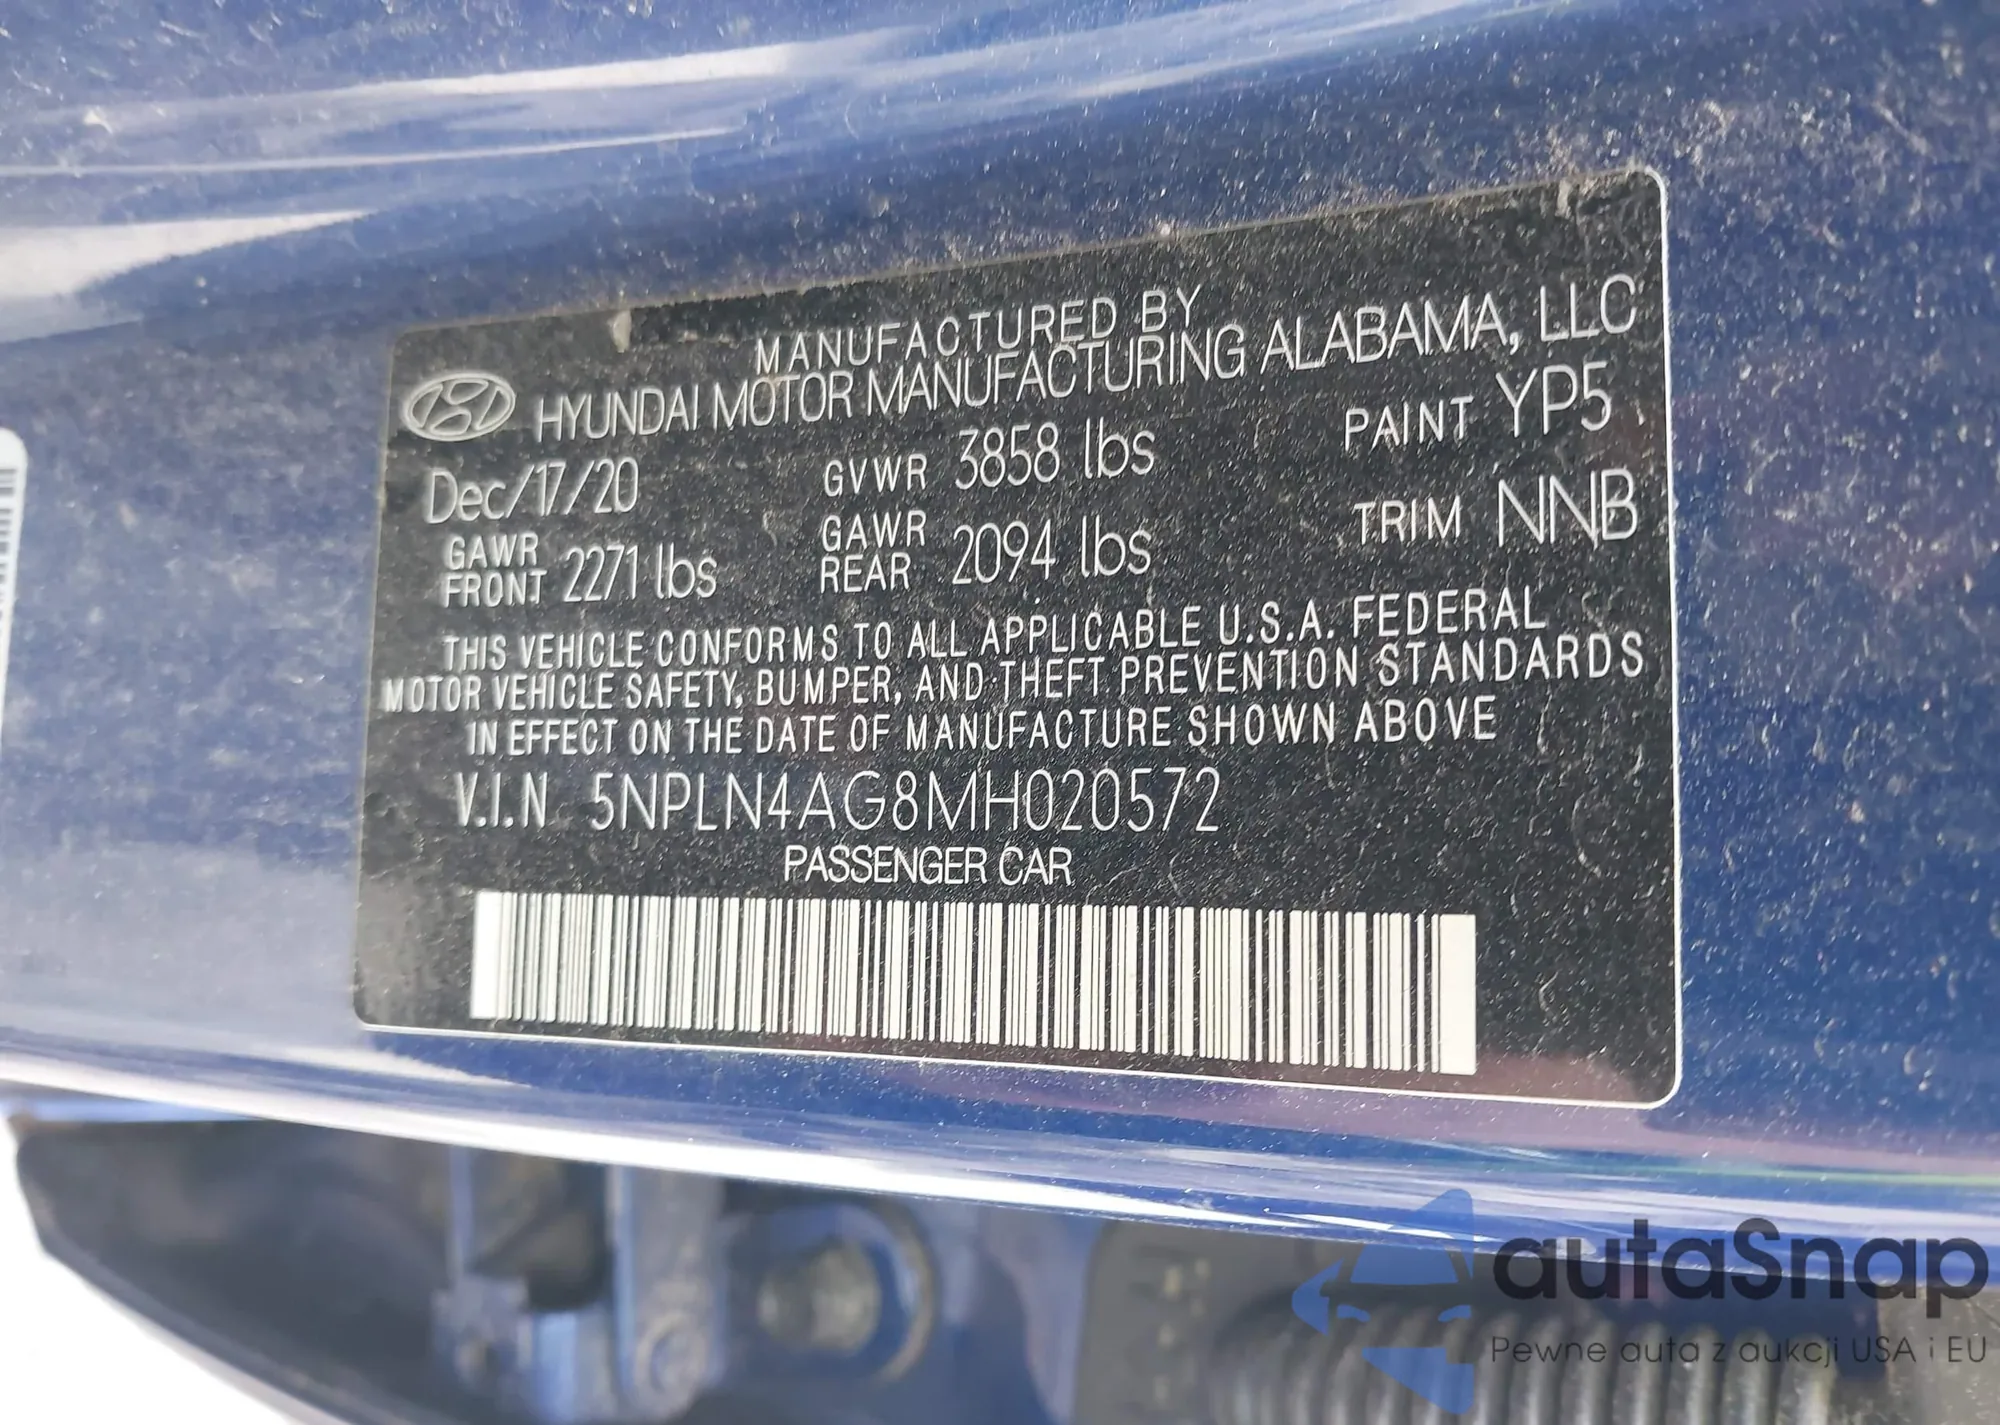 MANUFACTURED BY
HYUNDAI MOTOR MANUFACTURING ALABAMA, LLC
Dec/17/20 GVWR 3858 lbs PAINT YP5
GAWR FRONT 2271 lbs GAWR REAR 2094 lbs TRIM NNB
THIS VEHICLE CONFORMS TO ALL APPLICABLE U.S.A. FEDERAL
MOTOR VEHICLE SAFETY, BUMPER, AND THEFT PREVENTION STANDARDS
IN EFFECT ON THE DATE OF MANUFACTURE SHOWN ABOVE
V.I.N 5NPLN4AG8MH020572
PASSENGER CAR
autaSnap
Pewne auta z aukcji USA i EU